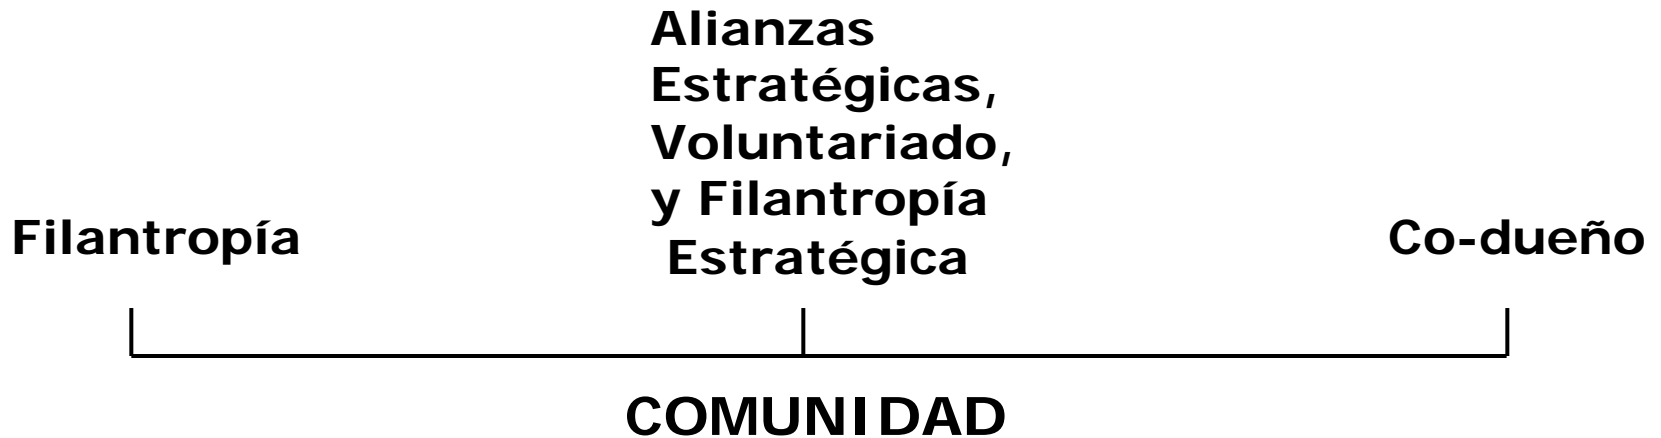 Alianzas
Estratégicas,
Voluntariado,
y Filantropía
Estratégica
Filantropía
Co-dueño
COMUNIDAD